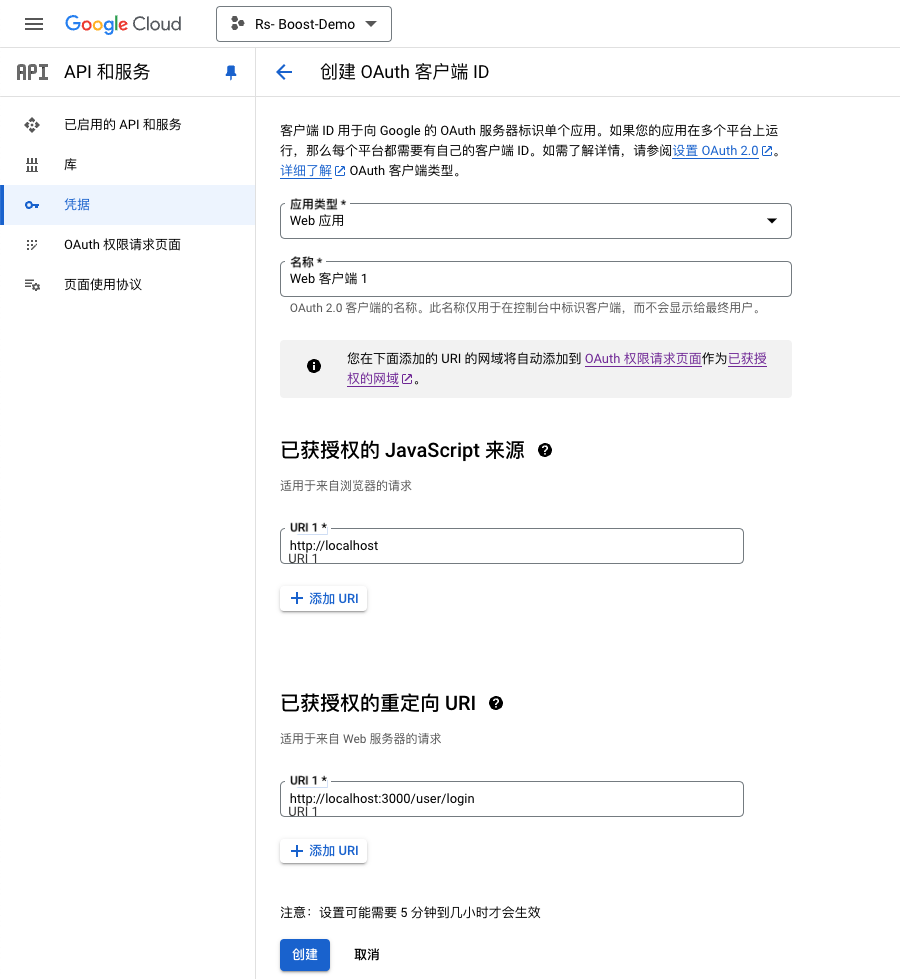 Google Cloud
Rs- Boost-Demo
API
API 和服务
创建 OAuth 客户端 ID
已启用的 API 和服务
库
凭据
OAuth 权限请求页面
页面使用协议
客户端 ID 用于向 Google 的 OAuth 服务器标识单个应用。如果您的应用在多个平台上运
行，那么每个平台都需要有自己的客户端 ID。如需了解详情，请参阅设置 OAuth 2.0。
详细了解 OAuth 客户端类型。
应用类型 *
Web 应用
名称 *
Web 客户端 1
OAuth 2.0 客户端的名称。此名称仅用于在控制台中标识客户端，而不会显示给最终用户。
您在下面添加的 URI 的网域将自动添加到 OAuth 权限请求页面作为已获授
权的网域。
已获授权的 JavaScript 来源
适用于来自浏览器的请求
URI 1 *
http://localhost
URI 1
添加 URI
已获授权的重定向 URI
适用于来自 Web 服务器的请求
URI 1 *
http://localhost:3000/user/login
URI 1
添加 URI
注意：设置可能需要 5 分钟到几小时才会生效
创建
取消